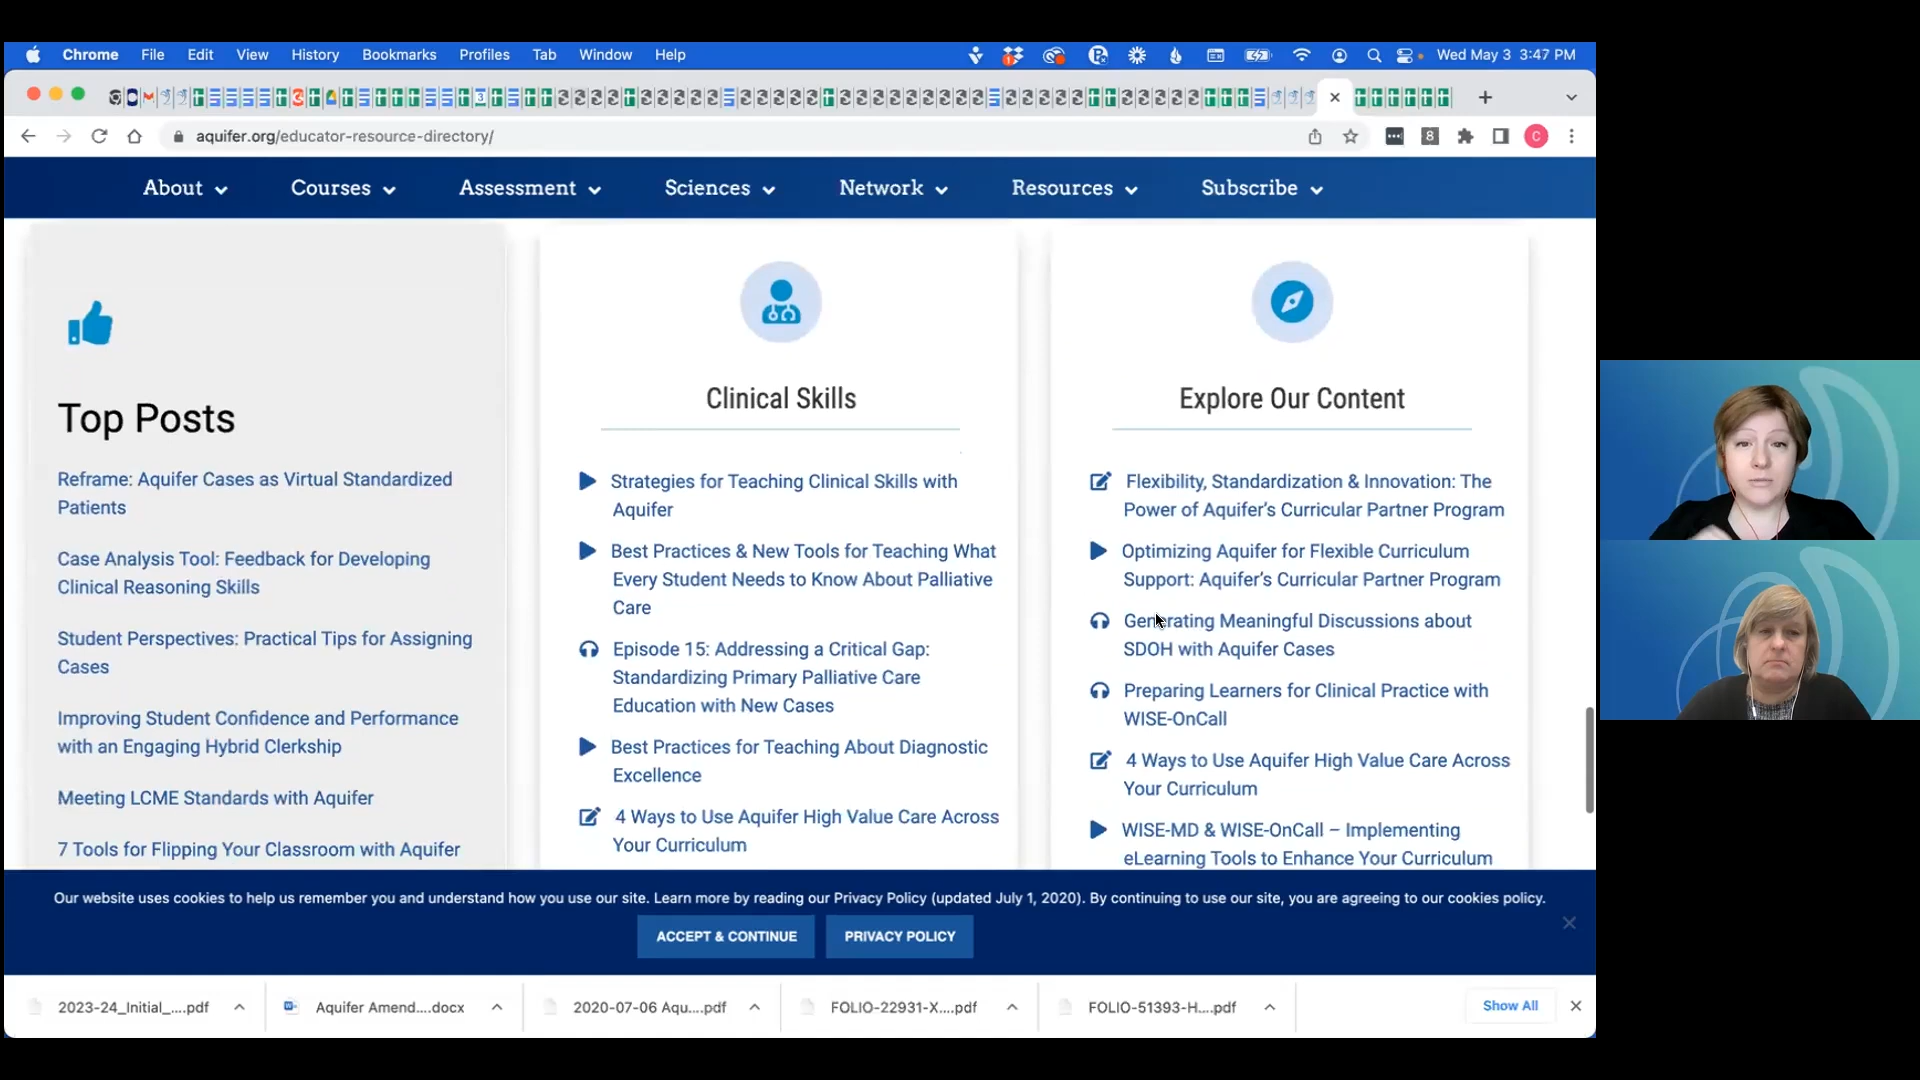 Chrome File Edit View History Bookmarks Profiles Tab Window Help Wed May 3 3:47 PM
aquifer.org/educator-resource-directory/
About Courses Assessment Sciences Network Resources Subscribe
Top Posts
Reframe: Aquifer Cases as Virtual Standardized
Patients
Case Analysis Tool: Feedback for Developing
Clinical Reasoning Skills
Student Perspectives: Practical Tips for Assigning
Cases
Improving Student Confidence and Performance
with an Engaging Hybrid Clerkship
Meeting LCME Standards with Aquifer
7 Tools for Flipping Your Classroom with Aquifer
Clinical Skills
Strategies for Teaching Clinical Skills with
Aquifer
Best Practices & New Tools for Teaching What
Every Student Needs to Know About Palliative
Care
Episode 15: Addressing a Critical Gap:
Standardizing Primary Palliative Care
Education with New Cases
Best Practices for Teaching About Diagnostic
Excellence
4 Ways to Use Aquifer High Value Care Across
Your Curriculum
Explore Our Content
Flexibility, Standardization & Innovation: The
Power of Aquifer's Curricular Partner Program
Optimizing Aquifer for Flexible Curriculum
Support: Aquifer's Curricular Partner Program
Generating Meaningful Discussions about
SDOH with Aquifer Cases
Preparing Learners for Clinical Practice with
WISE-OnCall
4 Ways to Use Aquifer High Value Care Across
Your Curriculum
WISE-MD & WISE-OnCall – Implementing
eLearning Tools to Enhance Your Curriculum
Our website uses cookies to help us remember you and understand how you use our site. Learn more by reading our Privacy Policy (updated July 1, 2020). By continuing to use our site, you are agreeing to our cookies policy.
ACCEPT & CONTINUE PRIVACY POLICY
2023-24_Initial_....pdf Aquifer Amend....docx 2020-07-06 Aqu....pdf FOLIO-22931-X....pdf FOLIO-51393-H....pdf Show All